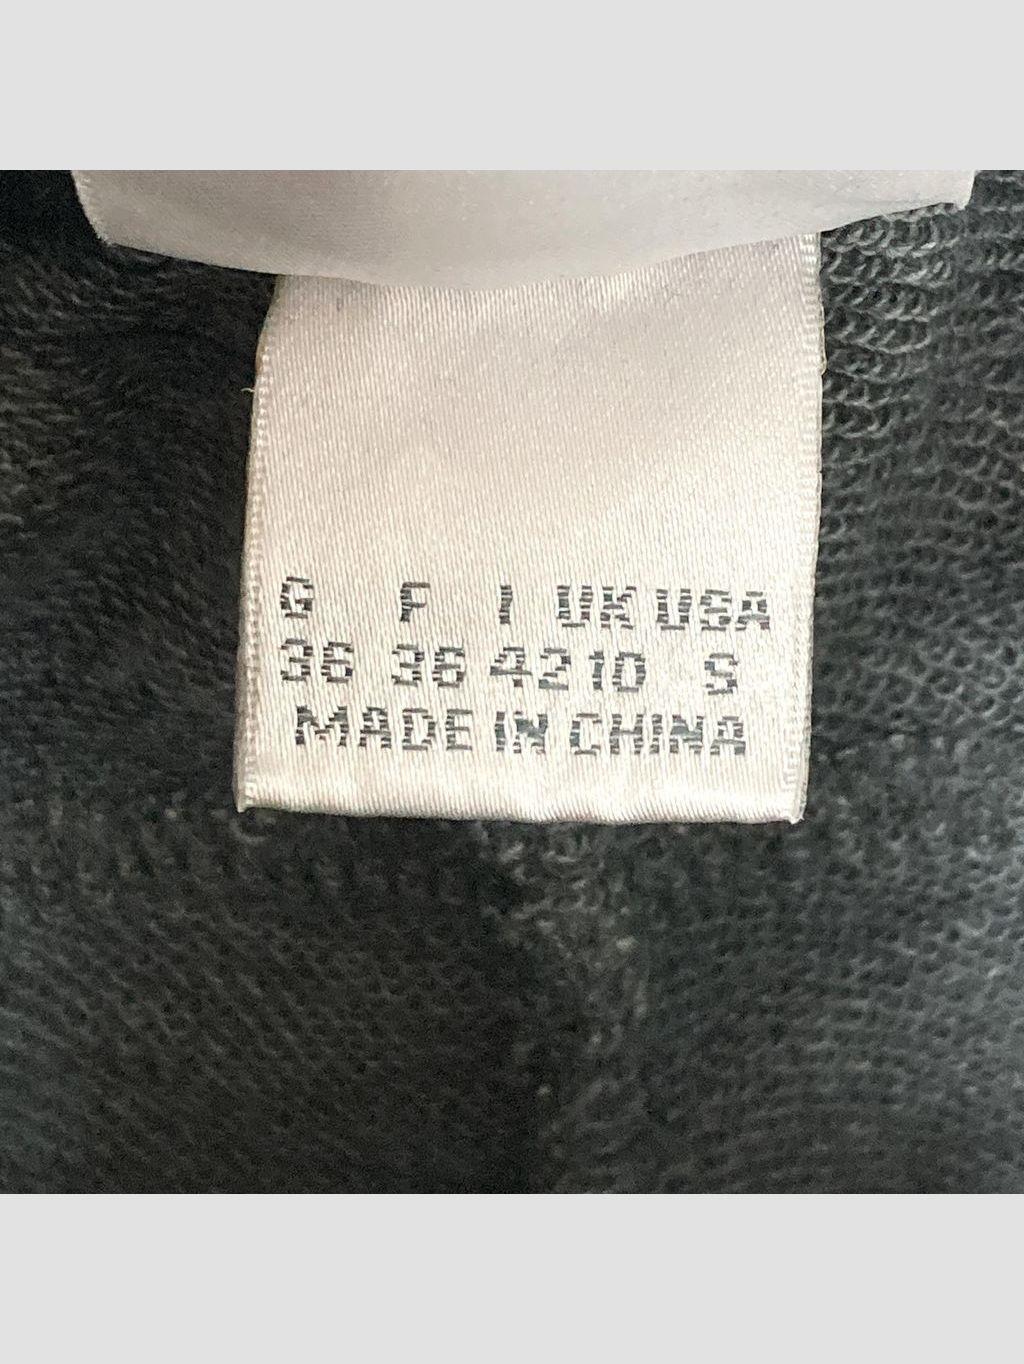 G F I UK USA
36 36 42 10 S
MADE IN CHINA